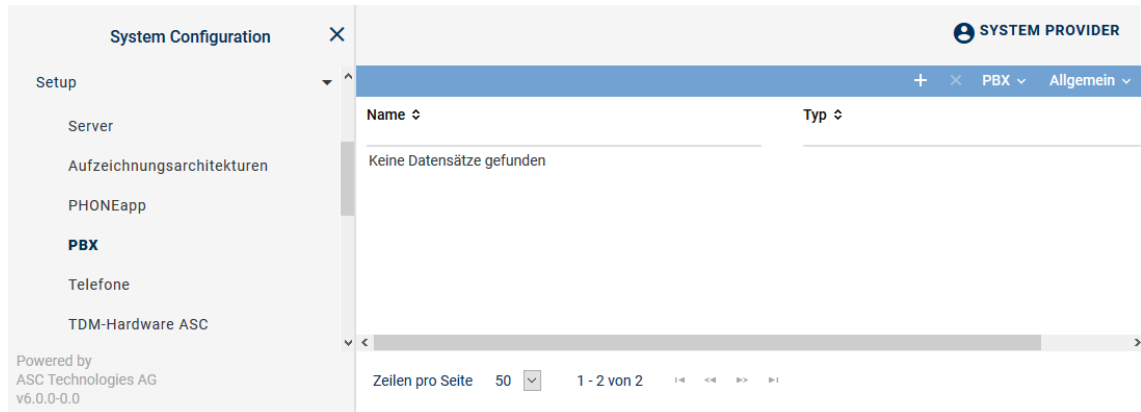 System Configuration
SYSTEM PROVIDER
Setup
PBX Allgemein
Server
Name Typ
Aufzeichnungsarchitekturen
Keine Datensätze gefunden
PHONEapp
PBX
Telefone
TDM-Hardware ASC
Powered by
ASC Technologies AG
v6.0.0-0.0
Zeilen pro Seite 50 1 - 2 von 2